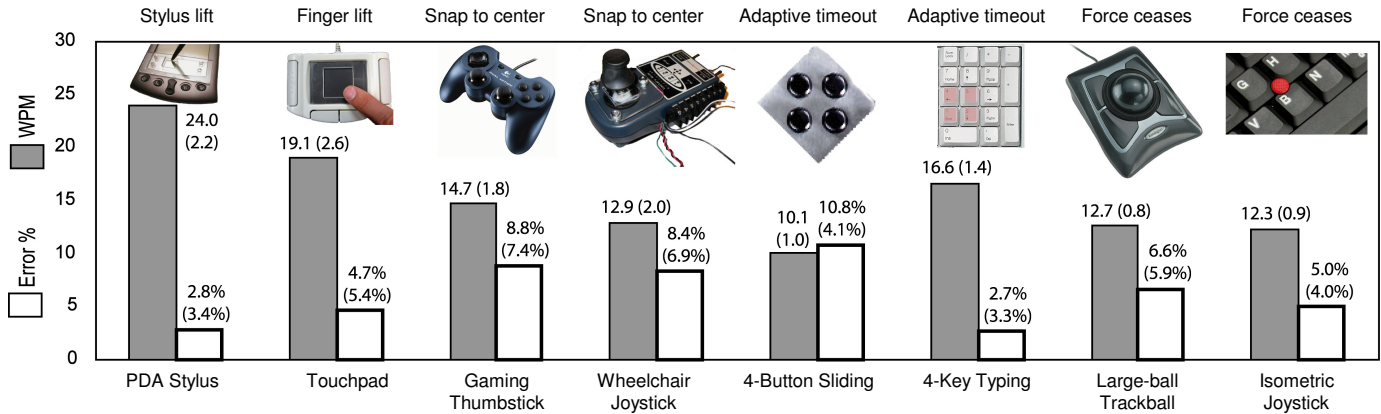 Stylus lift
Finger lift
Snap to center
Snap to center
Adaptive timeout
Adaptive timeout
Force ceases
Force ceases
WPM
Error %
30
25
20
15
10
5
0
24.0
(2.2)
2.8%
(3.4%)
19.1 (2.6)
4.7%
(5.4%)
14.7 (1.8)
8.8%
(7.4%)
12.9 (2.0)
8.4%
(6.9%)
10.1
(1.0)
10.8%
(4.1%)
16.6 (1.4)
2.7%
(3.3%)
12.7 (0.8)
6.6%
(5.9%)
12.3 (0.9)
5.0%
(4.0%)
G
H
N
B
V
PDA Stylus
Touchpad
Gaming
Thumbstick
Wheelchair
Joystick
4-Button Sliding
4-Key Typing
Large-ball
Trackball
Isometric
Joystick